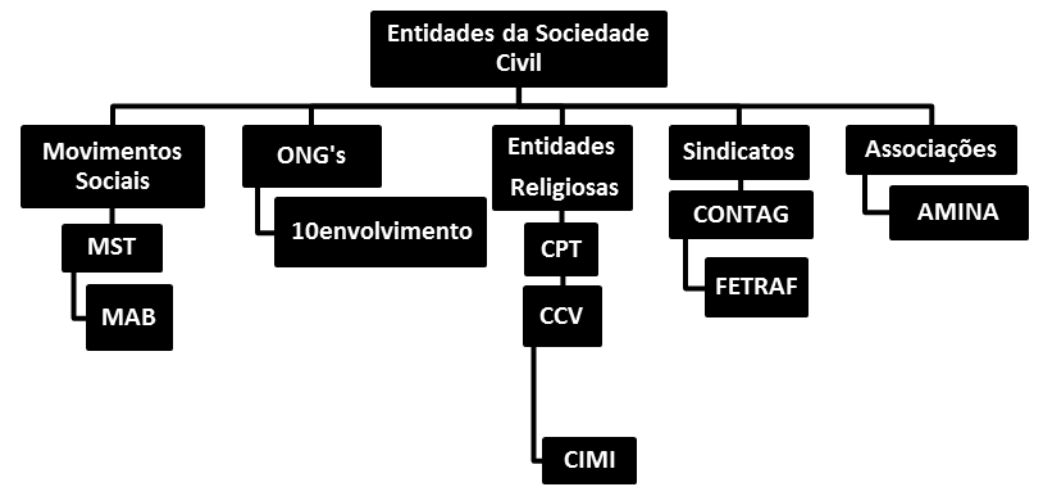 Entidades da Sociedade
Civil
Movimentos
Sociais
MST
MAB
ONG's
10envolvimento
Entidades
Religiosas
CPT
CCV
CIMI
Sindicatos
CONTAG
FETRAF
Associações
AMINA